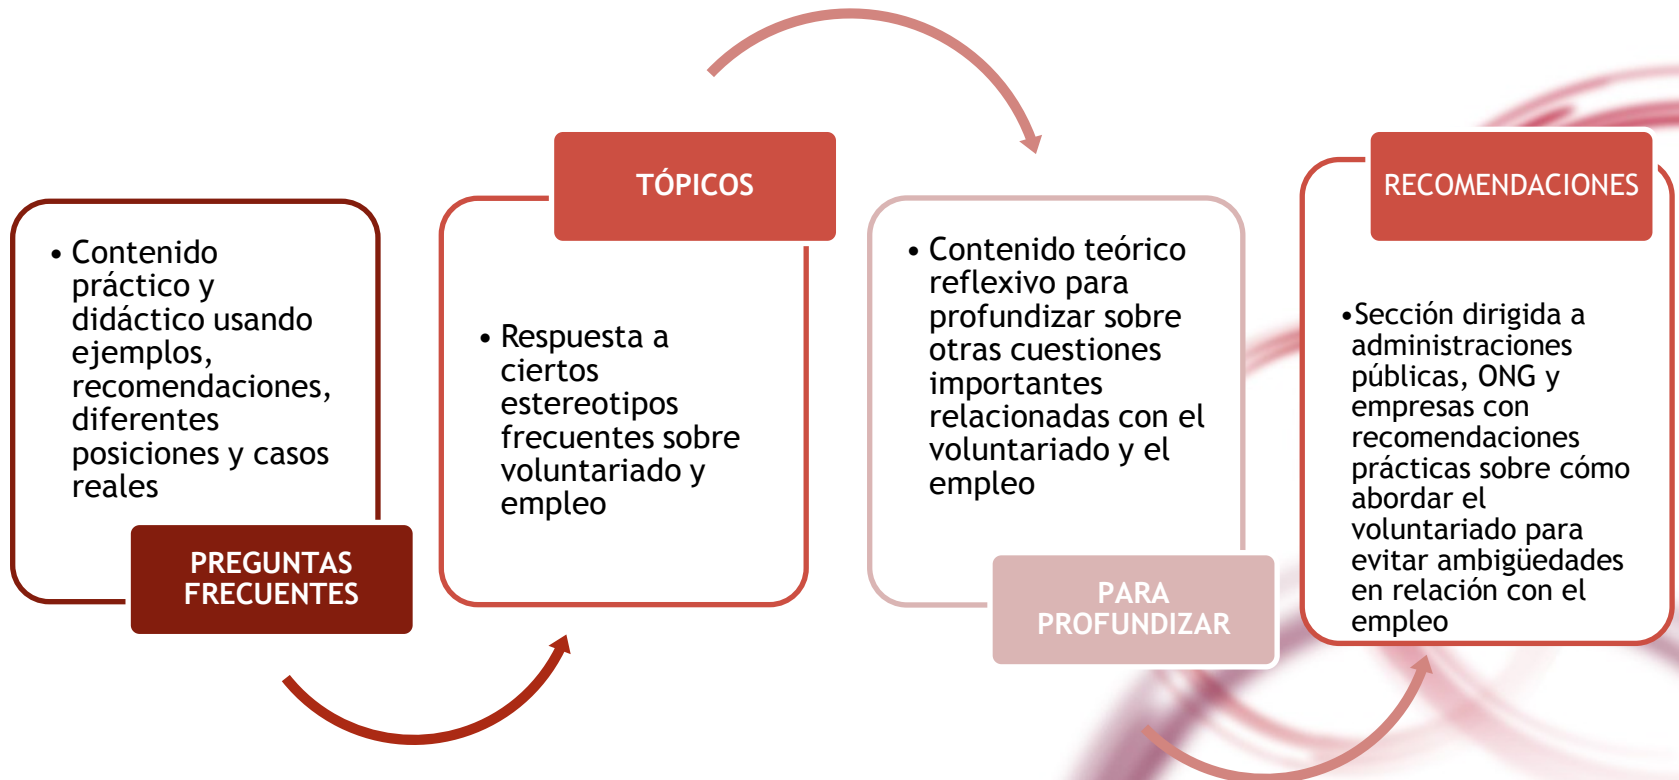 • Contenido
práctico y
didáctico usando
ejemplos,
recomendaciones,
diferentes
posiciones y casos
reales
PREGUNTAS
FRECUENTES
TÓPICOS
• Respuesta a
ciertos
estereotipos
frecuentes sobre
voluntariado y
empleo
• Contenido teórico
reflexivo para
profundizar sobre
otras cuestiones
importantes
relacionadas con el
voluntariado y el
empleo
PARA
PROFUNDIZAR
RECOMENDACIONES
•Sección dirigida a
administraciones
públicas, ONG y
empresas con
recomendaciones
prácticas sobre cómo
abordar el
voluntariado para
evitar ambigüedades
en relación con el
empleo